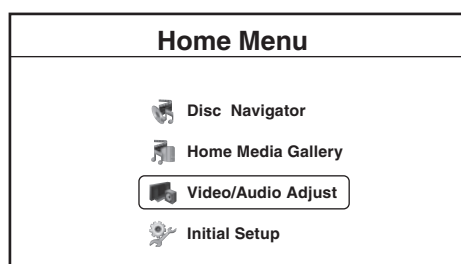 Home Menu
Disc Navigator
Home Media Gallery
Video/Audio Adjust
Initial Setup